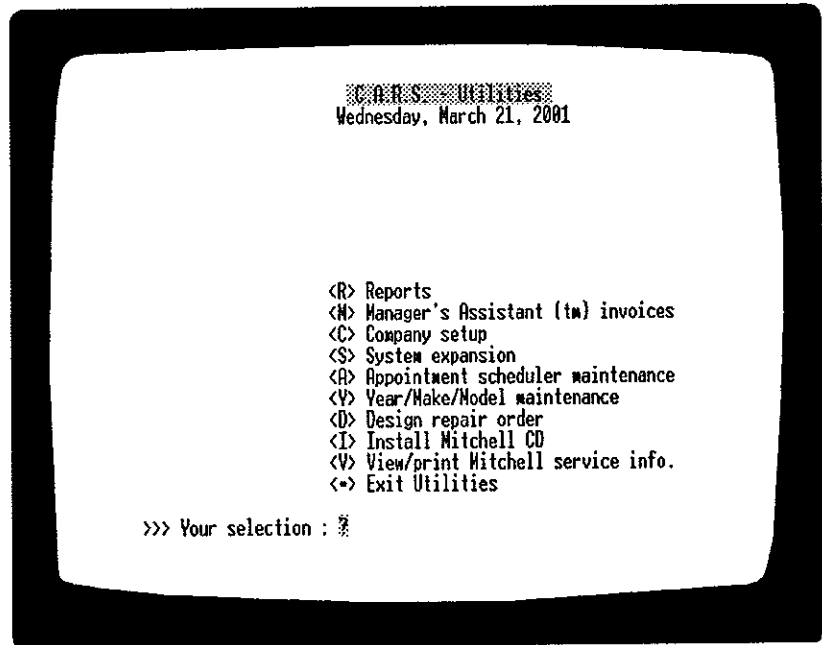 C.A.R.S. - Utilities
Wednesday, March 21, 2001
<R> Reports
<M> Manager's Assistant (tm) invoices
<C> Company setup
<S> System expansion
<A> Appointment scheduler maintenance
<Y> Year/Make/Model maintenance
<D> Design repair order
<I> Install Mitchell CD
<V> View/print Mitchell service info.
<*> Exit Utilities
>>> Your selection : ?